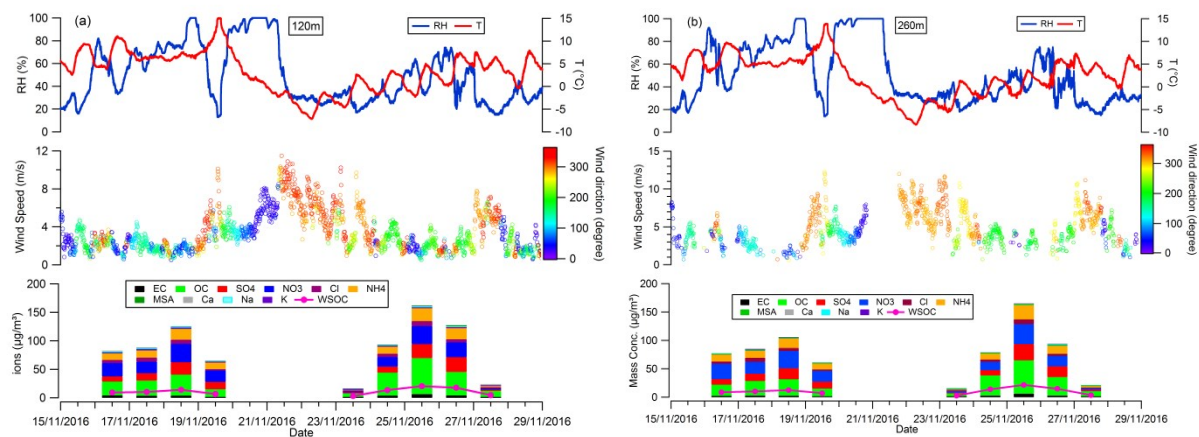 (a)
120m
RH T
RH (%)
100
80
60
40
20
0
T (°C)
15
10
5
0
-5
-10
Wind Speed (m/s)
12
8
4
0
Wind direction (degree)
300
200
100
0
EC OC SO4 NO3 Cl NH4
MSA Ca Na K WSOC
ions (µg/m³)
200
150
100
50
0
15/11/2016 17/11/2016 19/11/2016 21/11/2016 23/11/2016 25/11/2016 27/11/2016 29/11/2016
Date
(b)
260m
RH T
RH (%)
100
80
60
40
20
0
T (°C)
15
10
5
0
-5
-10
Wind Speed (m/s)
15
10
5
0
Wind direction (degree)
300
200
100
0
EC OC SO4 NO3 Cl NH4
MSA Ca Na K WSOC
Mass Conc. (µg/m³)
200
150
100
50
0
15/11/2016 17/11/2016 19/11/2016 21/11/2016 23/11/2016 25/11/2016 27/11/2016 29/11/2016
Date